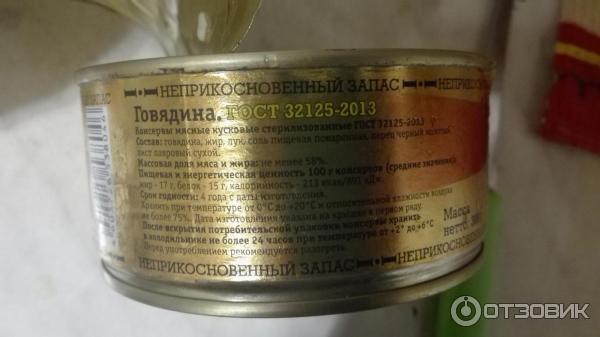 НЕПРИКОСНОВЕННЫЙ ЗАПАС
Говядина. ГОСТ 32125-2013
Консервы мясные кусковые стерилизованные ГОСТ 32125-2013
Состав: говядина, жир, лук, соль пищевая поваренная, перец черный молотый,
лист лавровый сухой.
Массовая доля мяса и жира: не менее 58%.
Пищевая и энергетическая ценность 100 г консервов (средние значения):
жир - 17 г, белок - 15 г, калорийность - 213 ккал/891 кДж.
Срок годности: 4 года с даты изготовления.
Хранить при температуре от 0°С до +20°С и относительной влажности воздуха
не более 75%. Дата изготовления указана на крышке в первом ряду.
После вскрытия потребительской упаковки консервы хранить
в холодильнике не более 24 часов при температуре от +2° до +6°С
Перед употреблением рекомендуется разогреть.
Масса
нетто:
НЕПРИКОСНОВЕННЫЙ ЗАПАС
НЕПРИКОСНОВЕН
ОТЗОВИК